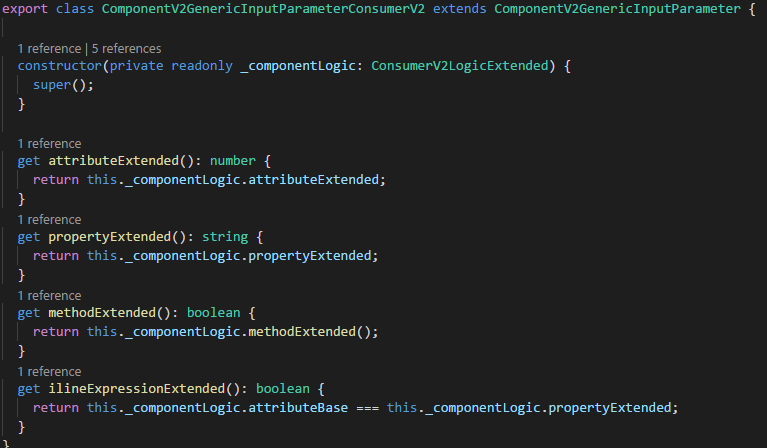 export class ComponentV2GenericInputParameterConsumerV2 extends ComponentV2GenericInputParameter {
1 reference | 5 references
constructor(private readonly _componentLogic: ConsumerV2LogicExtended) {
super();
}
1 reference
get attributeExtended(): number {
return this._componentLogic.attributeExtended;
}
1 reference
get propertyExtended(): string {
return this._componentLogic.propertyExtended;
}
1 reference
get methodExtended(): boolean {
return this._componentLogic.methodExtended();
}
1 reference
get ilineExpressionExtended(): boolean {
return this._componentLogic.attributeBase === this._componentLogic.propertyExtended;
}
}